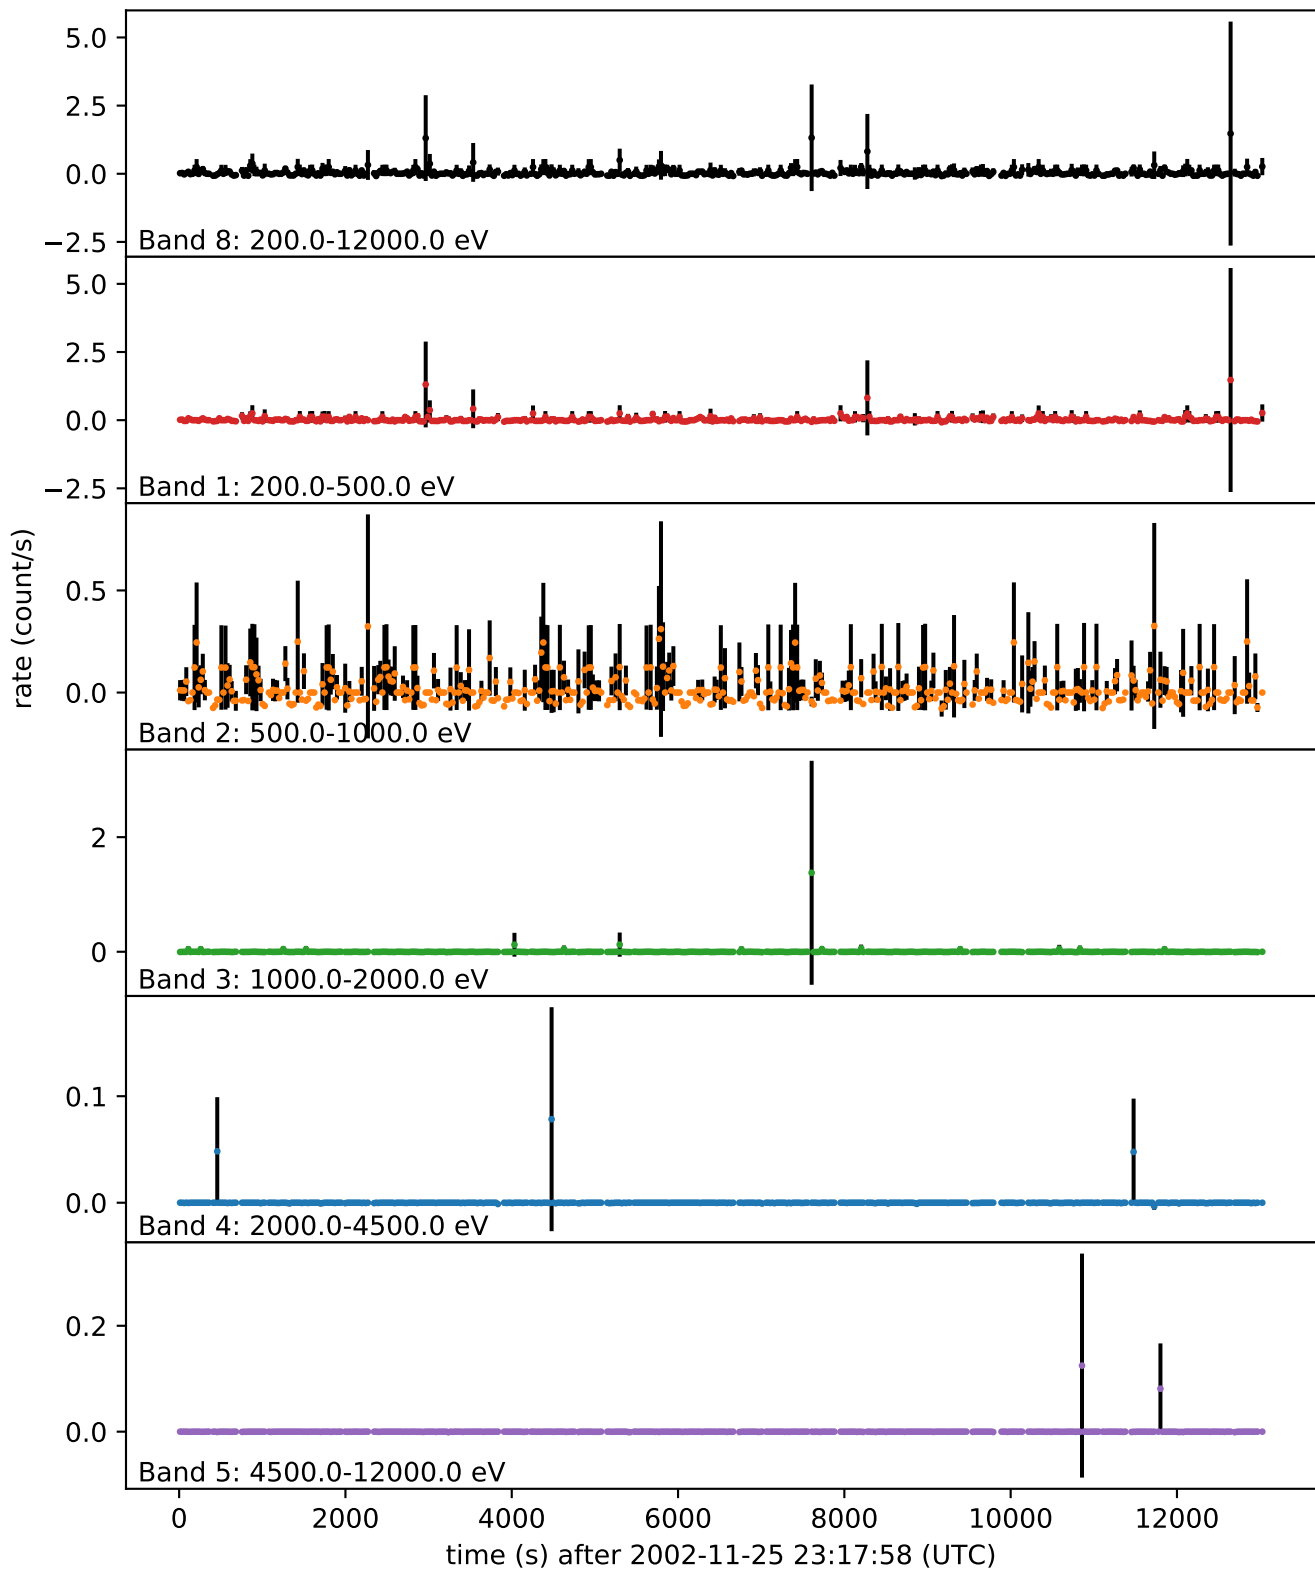 5.0
2.5
0.0
−2.5
Band 8: 200.0-12000.0 eV
5.0
2.5
0.0
−2.5
Band 1: 200.0-500.0 eV
rate (count/s)
0.5
0.0
Band 2: 500.0-1000.0 eV
2
0
Band 3: 1000.0-2000.0 eV
0.1
0.0
Band 4: 2000.0-4500.0 eV
0.2
0.0
Band 5: 4500.0-12000.0 eV
0 2000 4000 6000 8000 10000 12000
time (s) after 2002-11-25 23:17:58 (UTC)